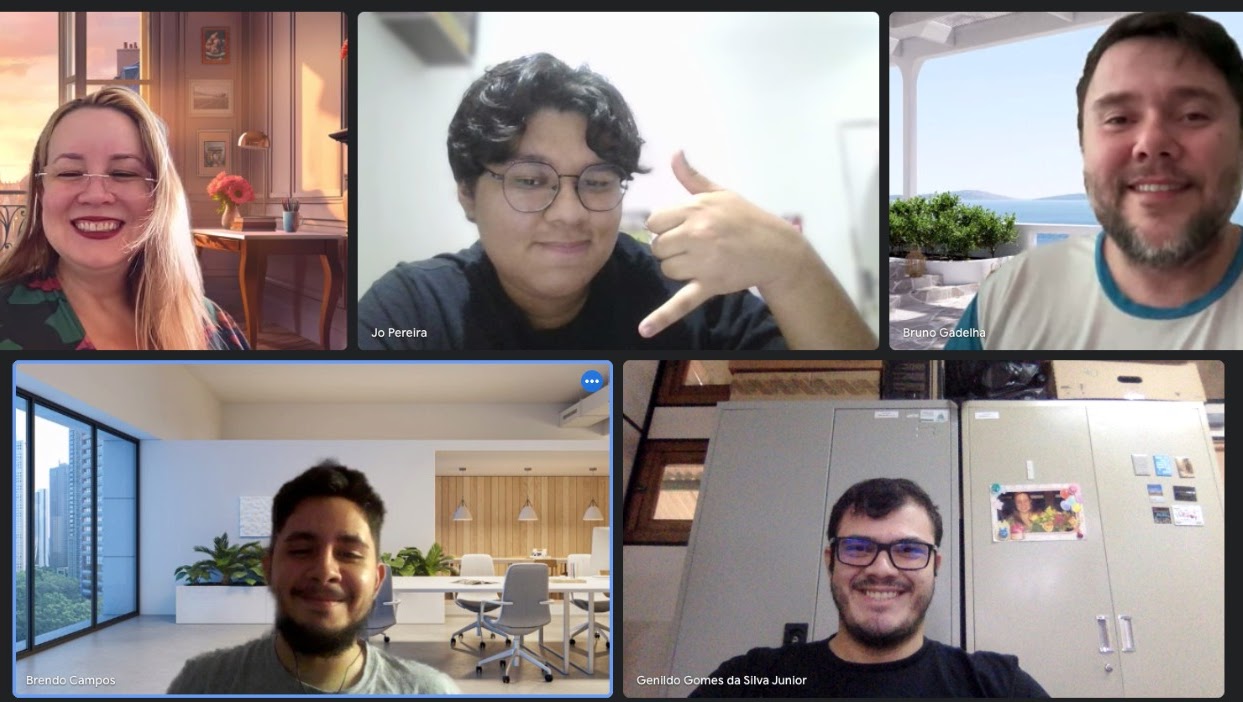 Jo Pereira
Bruno Gadelha
Brendo Campos
Genildo Gomes da Silva Junior